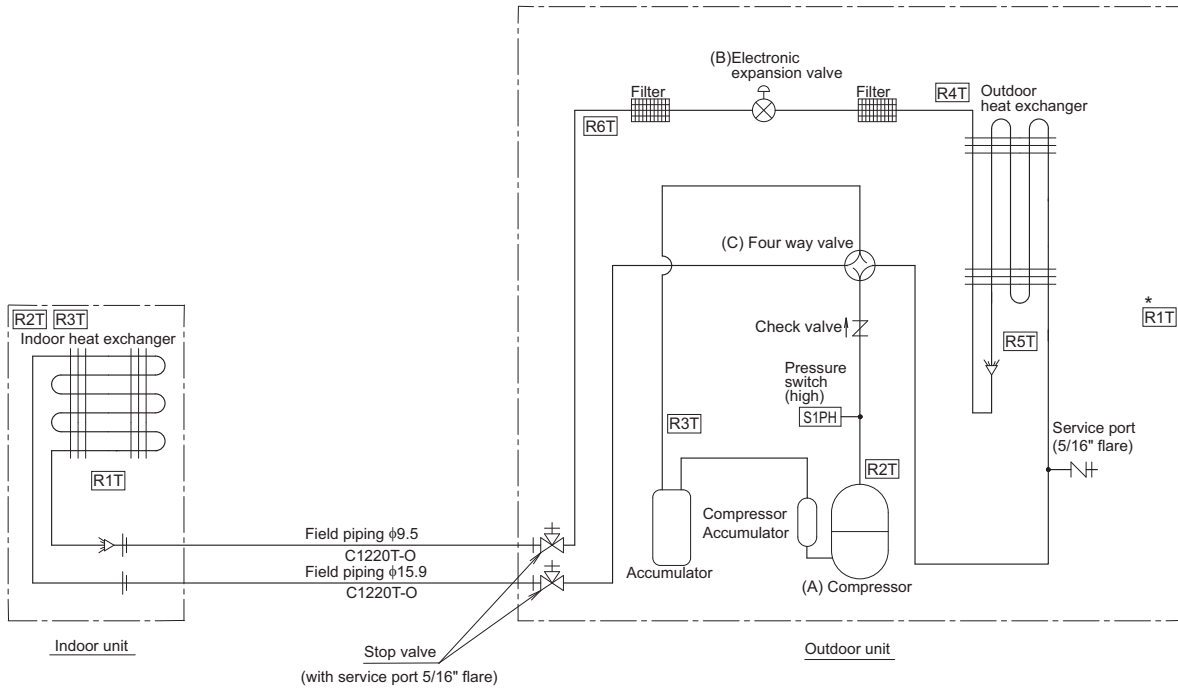 (B)Electronic
expansion valve
Filter
Filter
R4T
Outdoor
heat exchanger
R6T
(C) Four way valve
*
R1T
R2T R3T
Indoor heat exchanger
Check valve
R5T
Pressure
switch
(high)
S1PH
R3T
Service port
(5/16" flare)
R1T
R2T
Compressor
Accumulator
Field piping ϕ9.5
C1220T-O
Field piping ϕ15.9
C1220T-O
Accumulator
(A) Compressor
Indoor unit
Stop valve
(with service port 5/16" flare)
Outdoor unit